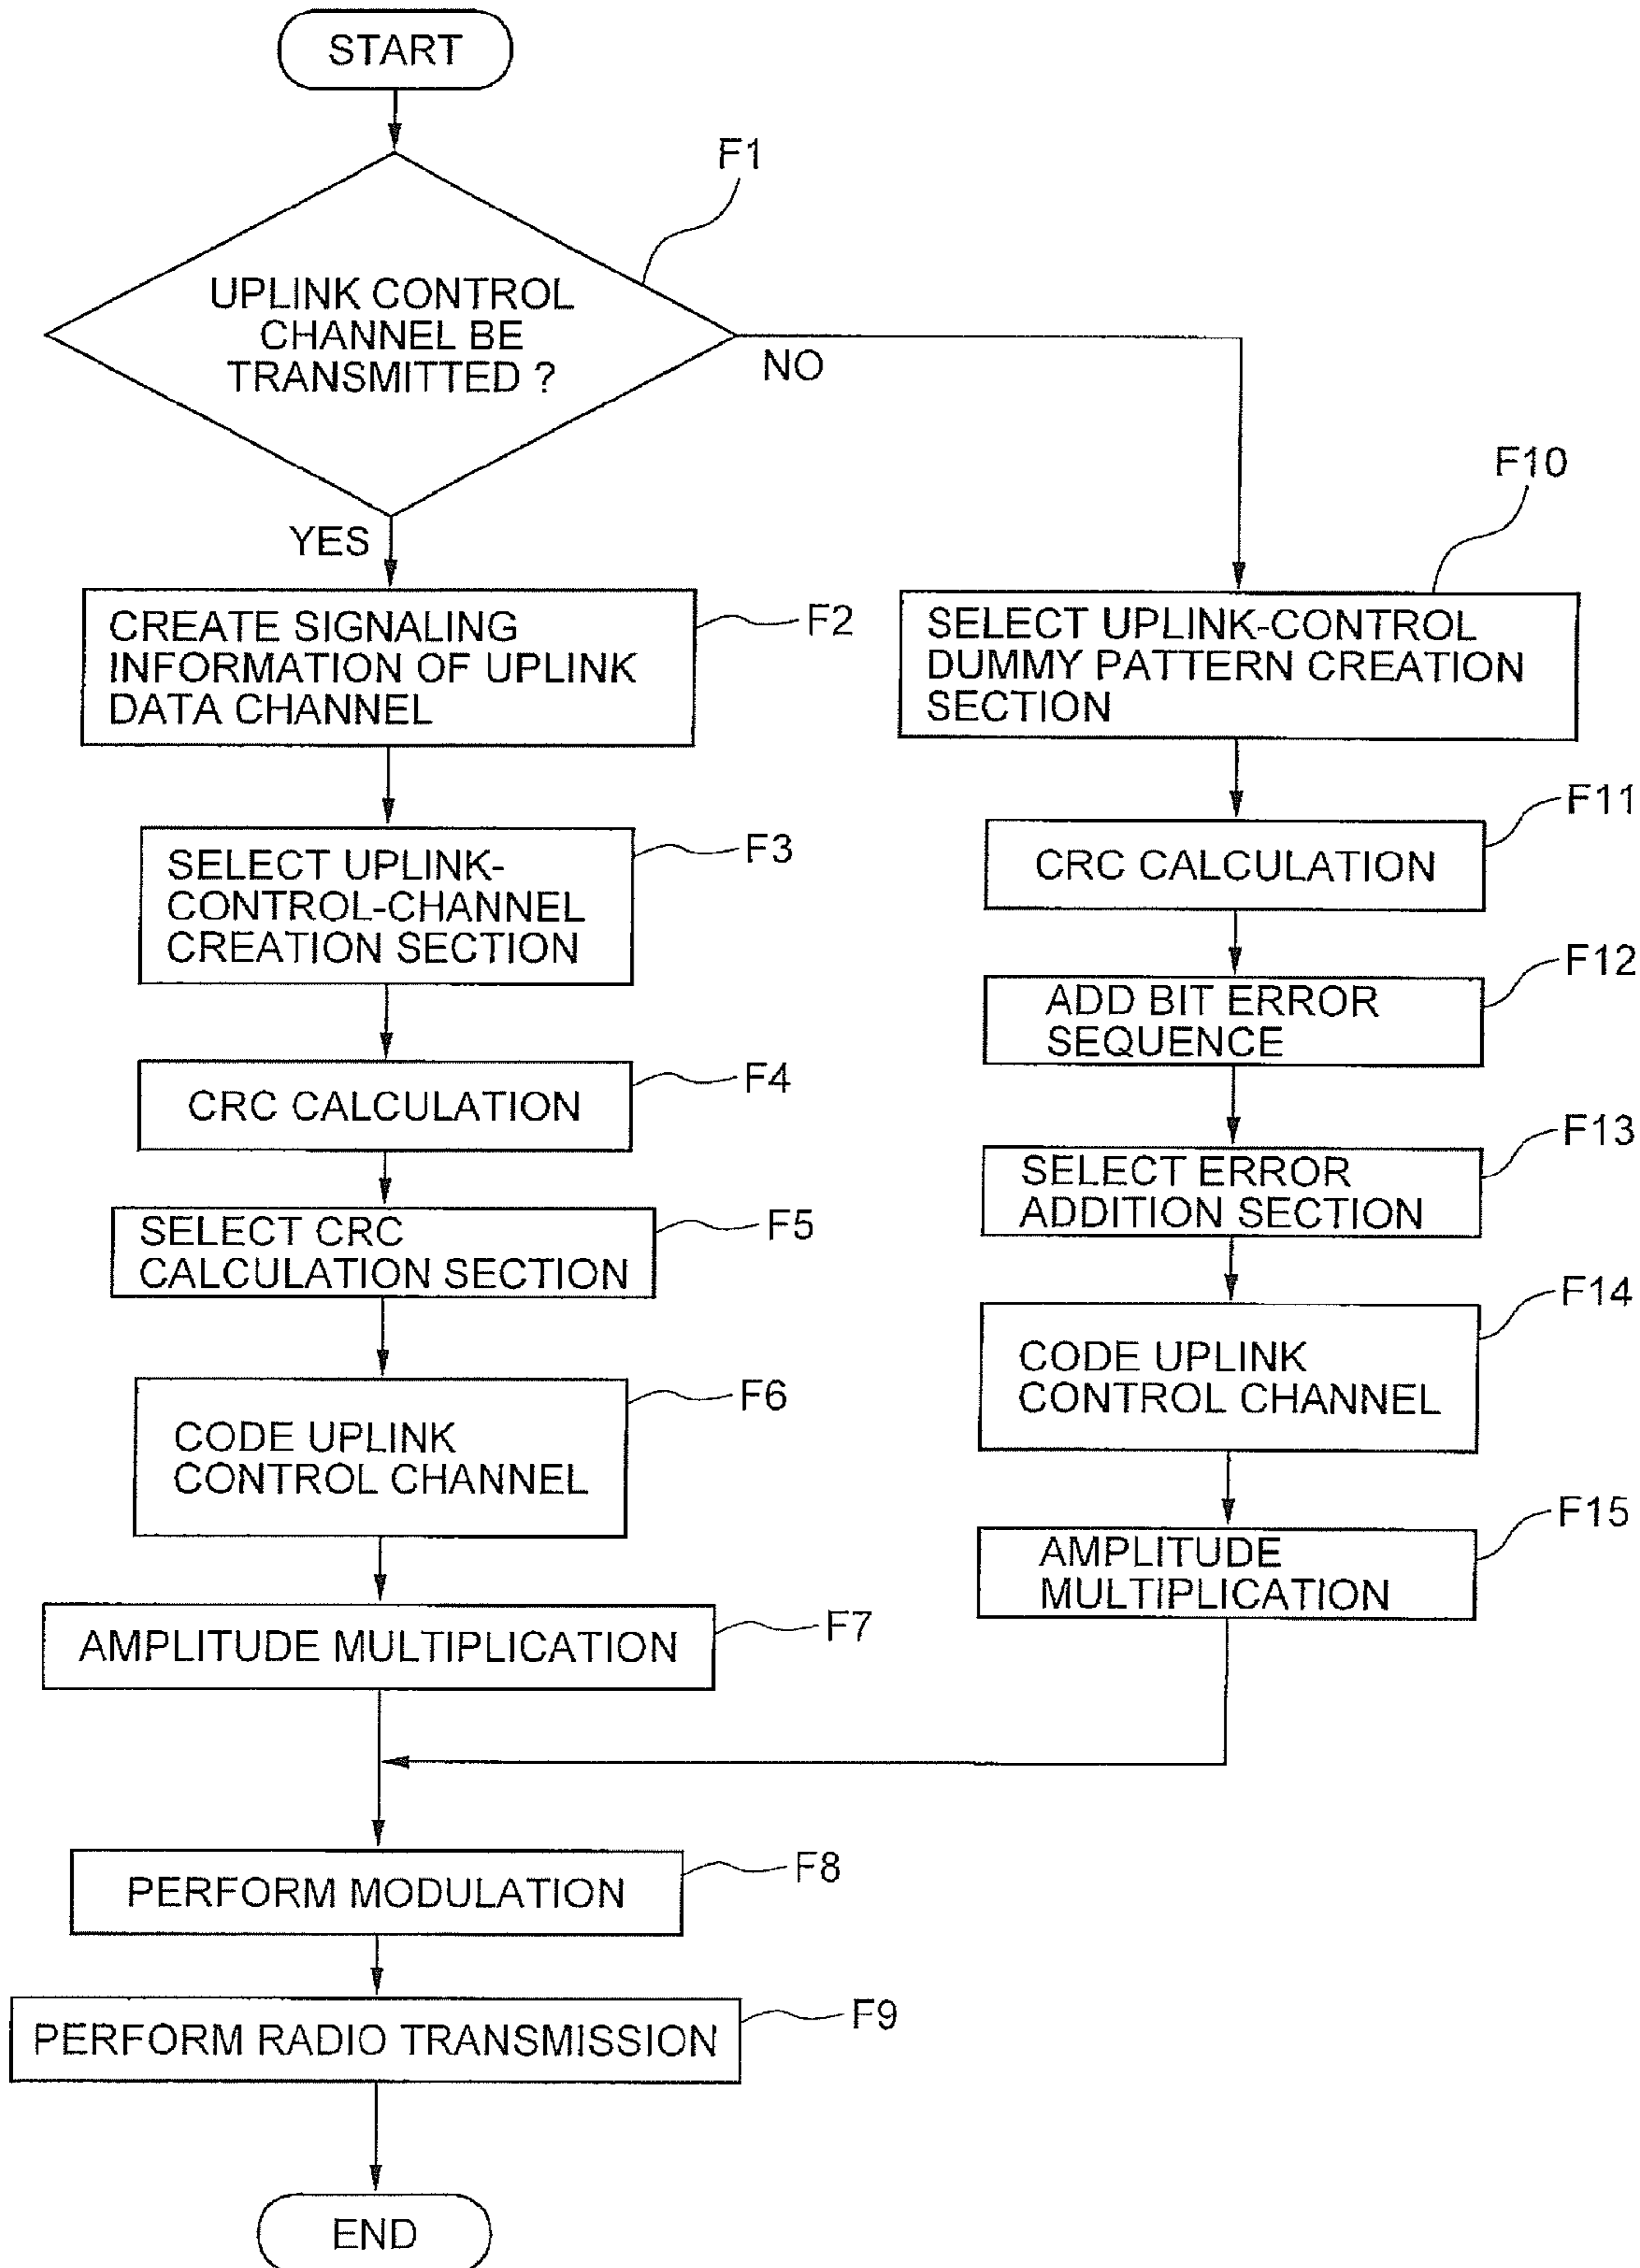 START
F1
UPLINK CONTROL
CHANNEL BE
TRANSMITTED ?
NO
YES
CREATE SIGNALING
INFORMATION OF UPLINK
DATA CHANNEL
F2
SELECT UPLINK-
CONTROL-CHANNEL
CREATION SECTION
F3
CRC CALCULATION
F4
SELECT CRC
CALCULATION SECTION
F5
CODE UPLINK
CONTROL CHANNEL
F6
AMPLITUDE MULTIPLICATION
F7
F10
SELECT UPLINK-CONTROL
DUMMY PATTERN CREATION
SECTION
F11
CRC CALCULATION
F12
ADD BIT ERROR
SEQUENCE
F13
SELECT ERROR
ADDITION SECTION
F14
CODE UPLINK
CONTROL CHANNEL
F15
AMPLITUDE
MULTIPLICATION
PERFORM MODULATION
F8
PERFORM RADIO TRANSMISSION
F9
END